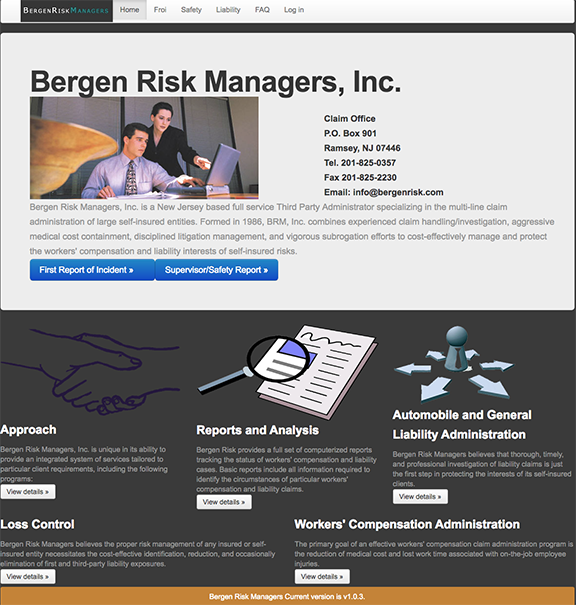 BERGENRISKMANAGERS Home Froi Safety Liability FAQ Log in
Bergen Risk Managers, Inc.
Claim Office
P.O. Box 901
Ramsey, NJ 07446
Tel. 201-825-0357
Fax 201-825-2230
Email: info@bergenrisk.com
Bergen Risk Managers, Inc. is a New Jersey based full service Third Party Administrator specializing in the multi-line claim
administration of large self-insured entities. Formed in 1986, BRM, Inc. combines experienced claim handling/investigation, aggressive
medical cost containment, disciplined litigation management, and vigorous subrogation efforts to cost-effectively manage and protect
the workers' compensation and liability interests of self-insured risks.
First Report of Incident » Supervisor/Safety Report »
Approach
Bergen Risk Managers, Inc. is unique in its ability to
provide an integrated system of services tailored to
particular client requirements, including the following
programs:
View details »
Reports and Analysis
Bergen Risk provides a full set of computerized reports
tracking the status of workers' compensation and liability
cases. Basic reports include all information required to
identify the circumstances of particular workers'
compensation and liability claims.
View details »
Automobile and General
Liability Administration
Bergen Risk Managers believes that thorough, timely,
and professional investigation of liability claims is just
the first step in protecting the interests of its self-insured
clients.
View details »
Loss Control
Bergen Risk Managers believes the proper risk management of any insured or self-
insured entity necessitates the cost-effective identification, reduction, and occasionally
elimination of first and third-party liability exposures.
View details »
Workers' Compensation Administration
The primary goal of an effective workers' compensation claim administration program is
the reduction of medical cost and lost work time associated with on-the-job employee
injuries.
View details »
Bergen Risk Managers Current version is v1.0.3.